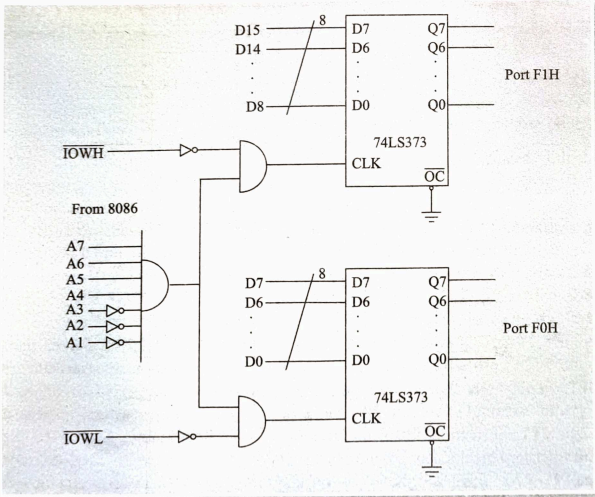 D15
8
D7
Q7
D14
D6
Q6
Port F1H
D8
D0
Q0
74LS373
IOWH
CLK
OC
From 8086
A7
A6
A5
A4
A3
A2
A1
8
D7
D7
Q7
D6
D6
Q6
Port F0H
D0
D0
Q0
74LS373
CLK
IOWL
OC